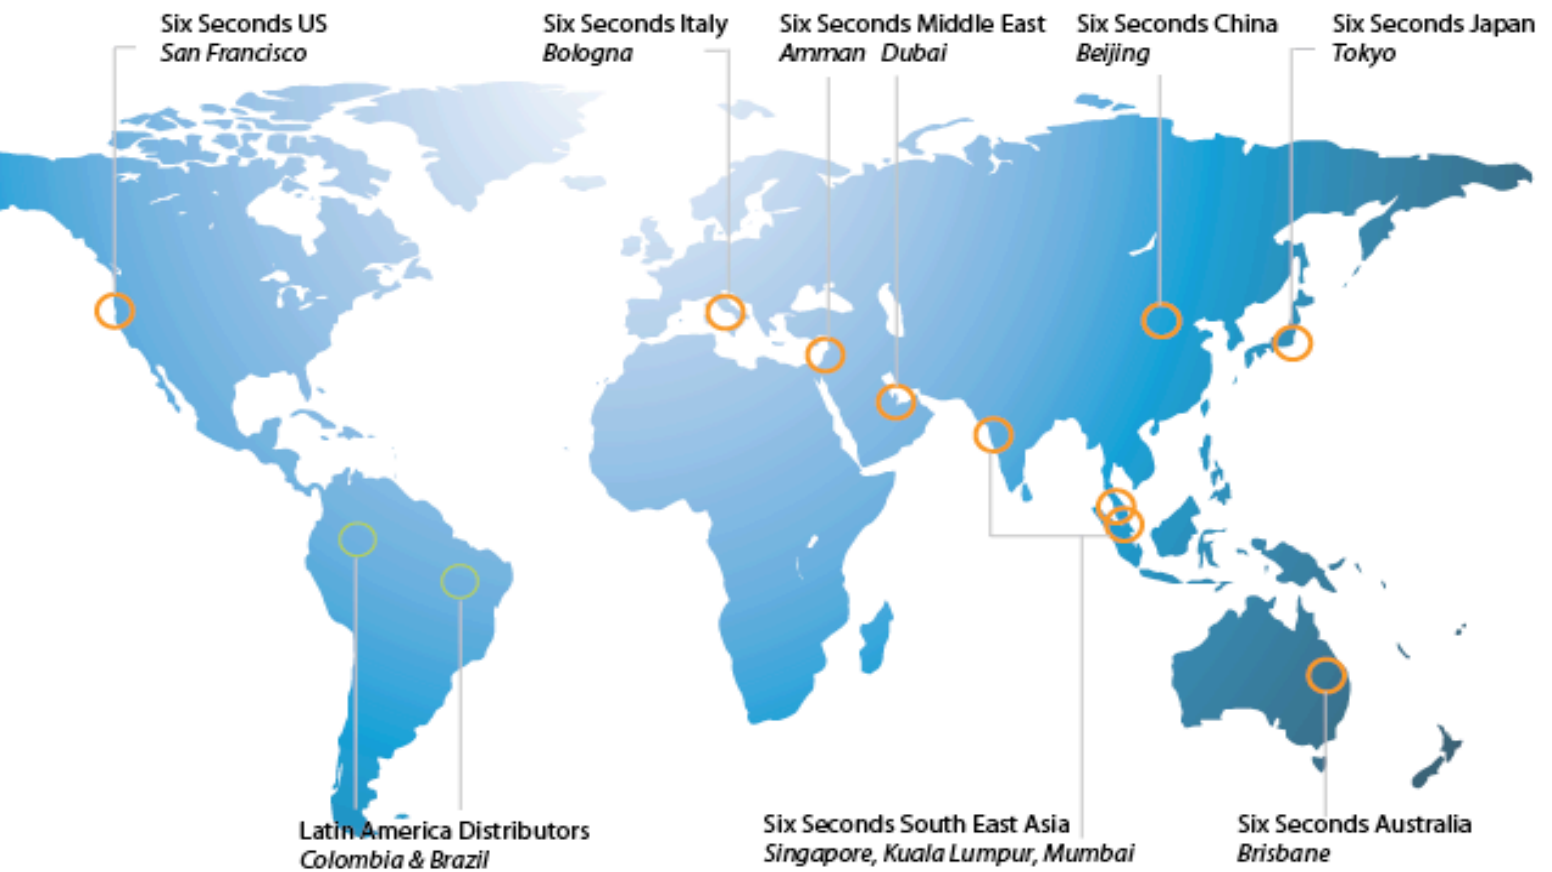 Six Seconds US
San Francisco
Six Seconds Italy
Bologna
Six Seconds Middle East
Amman Dubai
Six Seconds China
Beijing
Six Seconds Japan
Tokyo
Latin America Distributors
Colombia & Brazil
Six Seconds South East Asia
Singapore, Kuala Lumpur, Mumbai
Six Seconds Australia
Brisbane